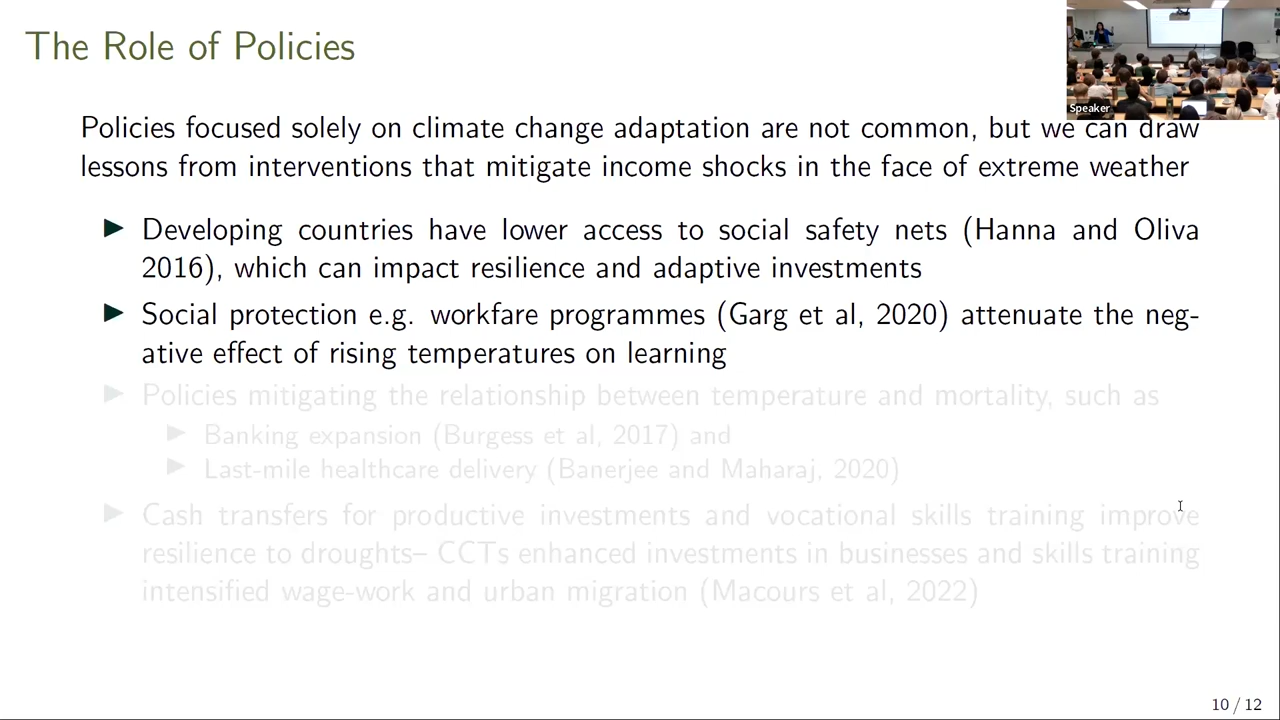 The Role of Policies
Speaker
Policies focused solely on climate change adaptation are not common, but we can draw
lessons from interventions that mitigate income shocks in the face of extreme weather
▶ Developing countries have lower access to social safety nets (Hanna and Oliva
2016), which can impact resilience and adaptive investments
▶ Social protection e.g. workfare programmes (Garg et al, 2020) attenuate the neg-
ative effect of rising temperatures on learning
▶ Policies mitigating the relationship between temperature and mortality, such as
▶ Banking expansion (Burgess et al, 2017) and
▶ Last-mile healthcare delivery (Banerjee and Maharaj, 2020)
▶ Cash transfers for productive investments and vocational skills training improve
resilience to droughts– CCTs enhanced investments in businesses and skills training
intensified wage-work and urban migration (Macours et al, 2022)
10 / 12